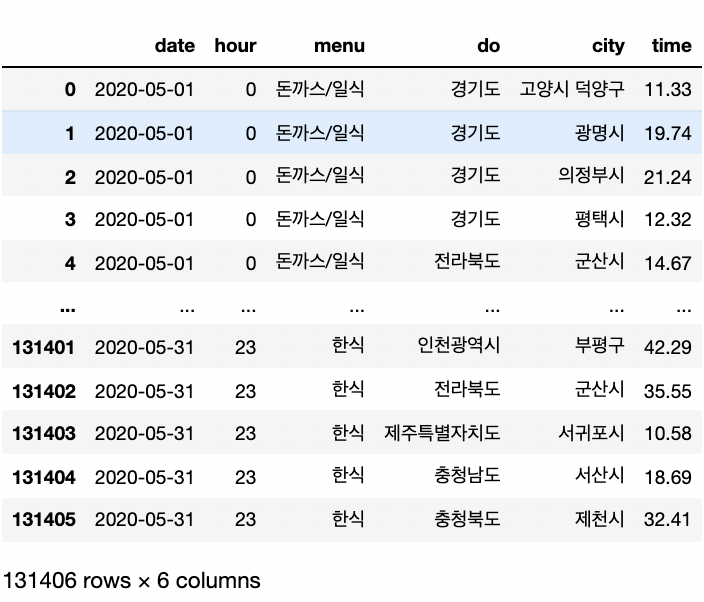 date hour menu do city time
0 2020-05-01 0 돈까스/일식 경기도 고양시 덕양구 11.33
1 2020-05-01 0 돈까스/일식 경기도 광명시 19.74
2 2020-05-01 0 돈까스/일식 경기도 의정부시 21.24
3 2020-05-01 0 돈까스/일식 경기도 평택시 12.32
4 2020-05-01 0 돈까스/일식 전라북도 군산시 14.67
... ... ... ... ... ... ...
131401 2020-05-31 23 한식 인천광역시 부평구 42.29
131402 2020-05-31 23 한식 전라북도 군산시 35.55
131403 2020-05-31 23 한식 제주특별자치도 서귀포시 10.58
131404 2020-05-31 23 한식 충청남도 서산시 18.69
131405 2020-05-31 23 한식 충청북도 제천시 32.41
131406 rows × 6 columns